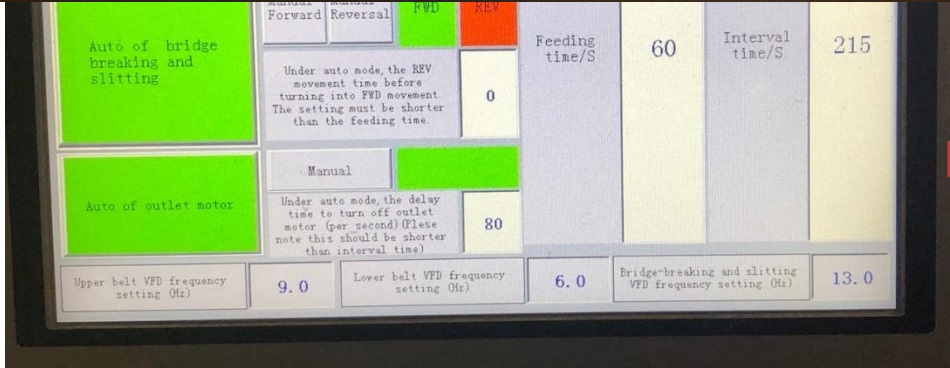 Manual Manual FWD REV
Forward Reversal
Auto of bridge
breaking and
slitting
Under auto mode, the REV
movement time before
turning into FWD movement.
The setting must be shorter
than the feeding time.
0
Feeding
time/S
60
Interval
time/S
215
Auto of outlet motor
Manual
Under auto mode, the delay
time to turn off outlet
motor (per second)(Plese
note this should be shorter
than interval time)
80
Upper belt VFD frequency
setting (Hz)
9.0
Lower belt VFD frequency
setting (Hz)
6.0
Bridge-breaking and slitting
VFD frequency setting (Hz)
13.0